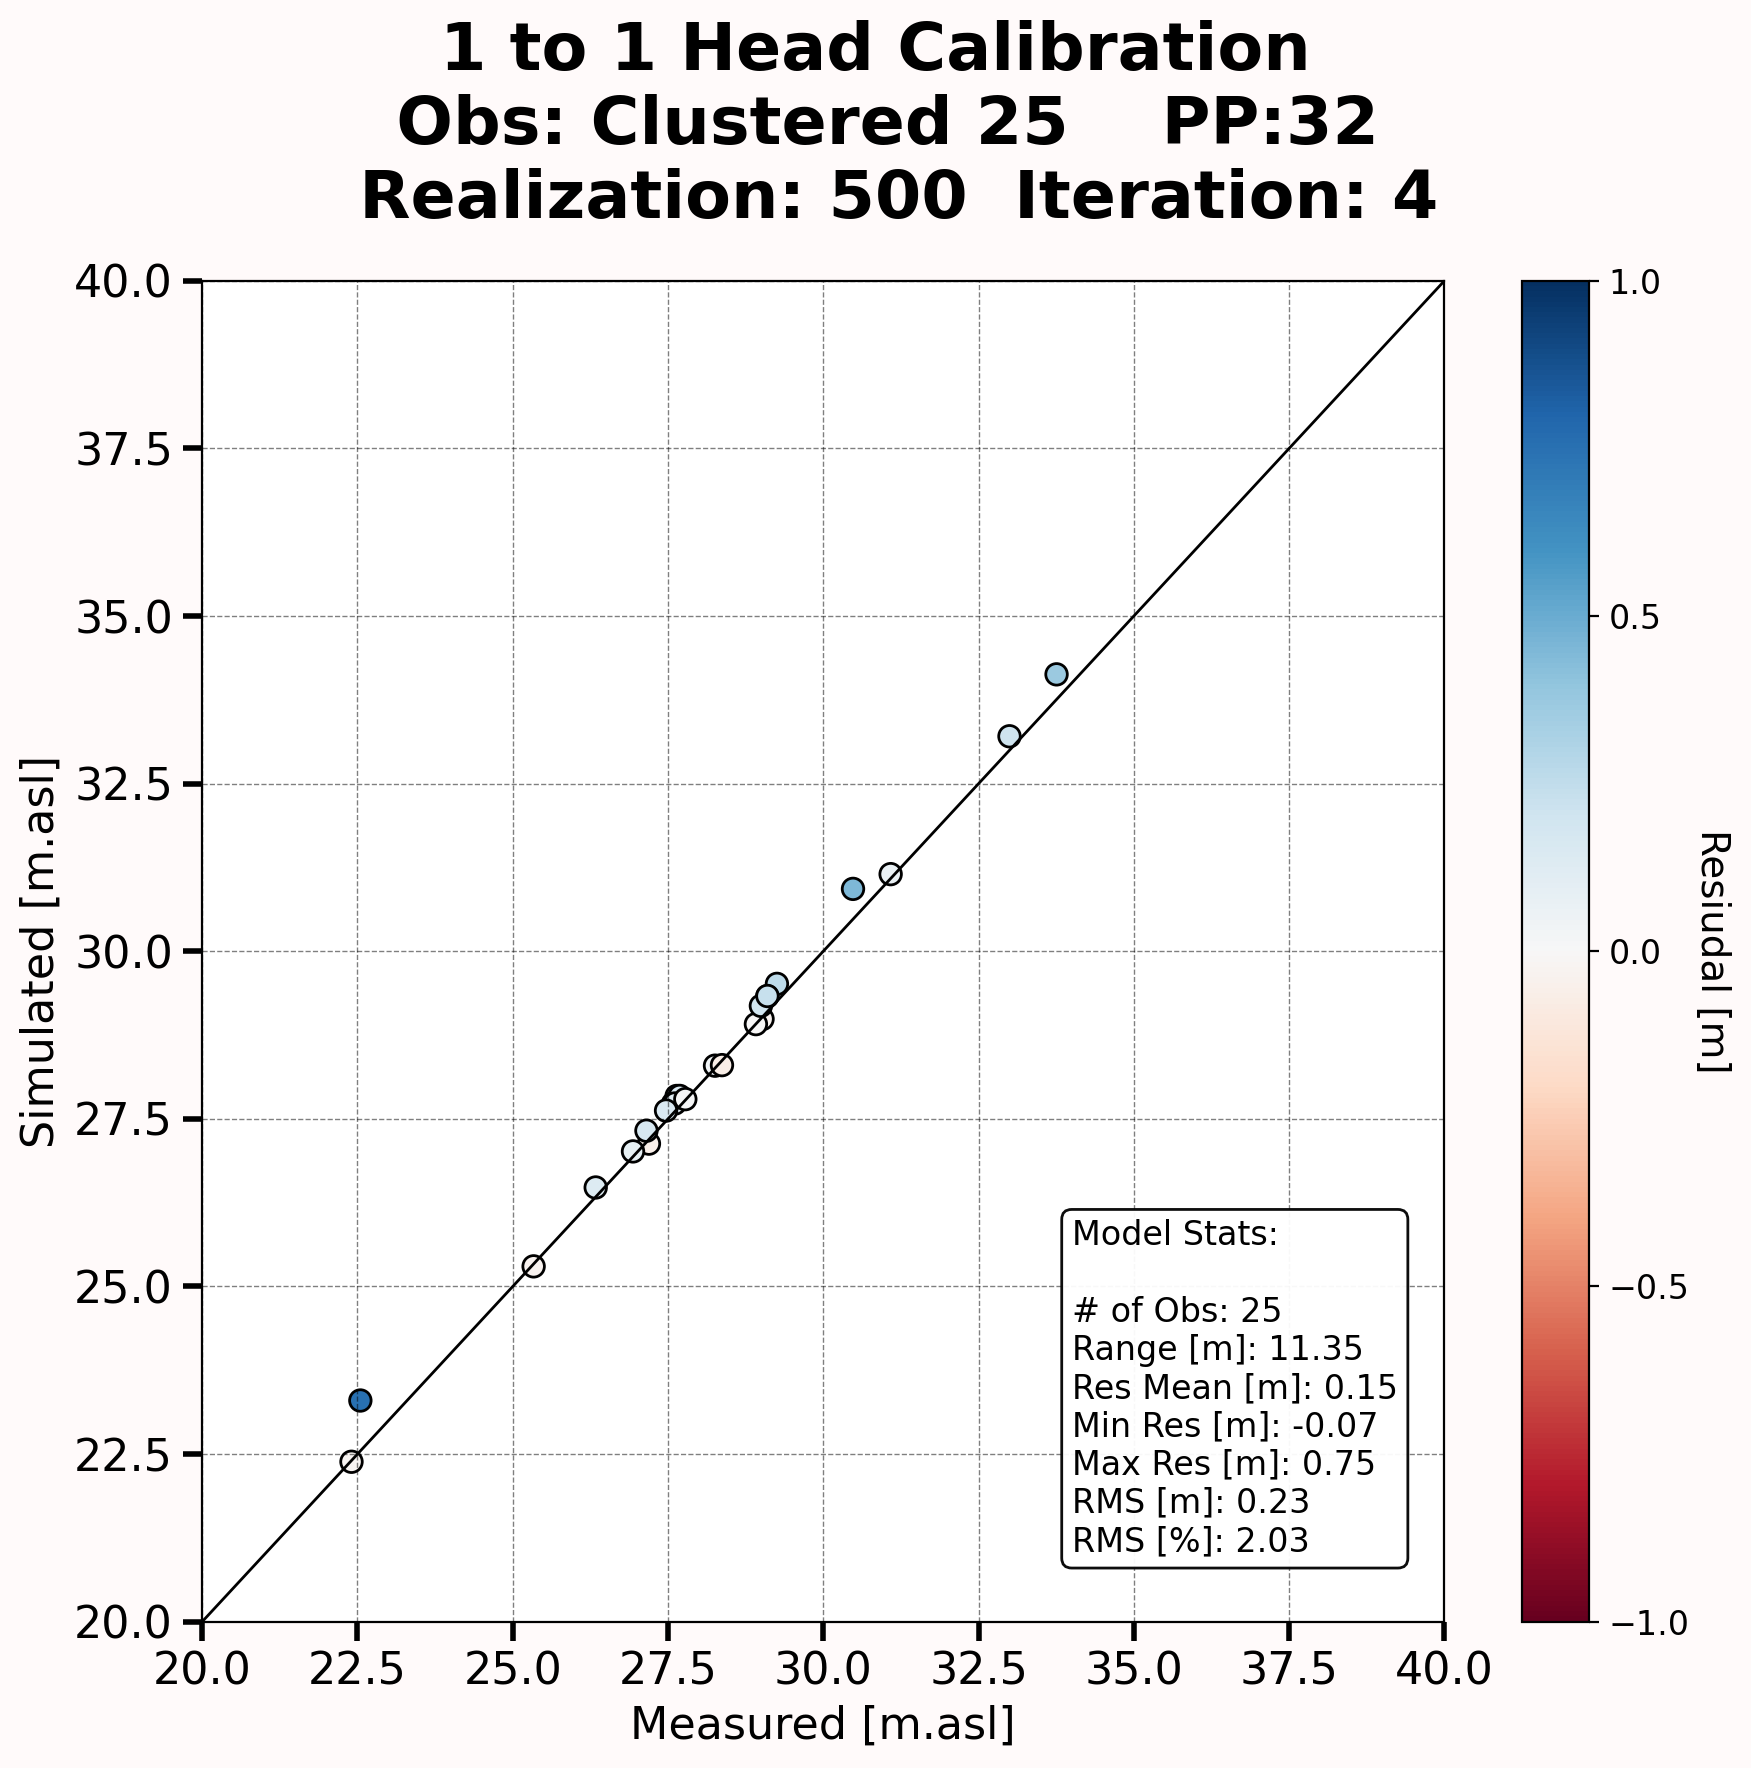 1 to 1 Head Calibration
Obs: Clustered 25    PP:32
Realization: 500  Iteration: 4
40.0
37.5
35.0
32.5
30.0
27.5
25.0
22.5
20.0
Simulated [m.asl]
20.0 22.5 25.0 27.5 30.0 32.5 35.0 37.5 40.0
Measured [m.asl]
Model Stats:
# of Obs: 25
Range [m]: 11.35
Res Mean [m]: 0.15
Min Res [m]: -0.07
Max Res [m]: 0.75
RMS [m]: 0.23
RMS [%]: 2.03
1.0
0.5
0.0
−0.5
−1.0
Resiudal [m]